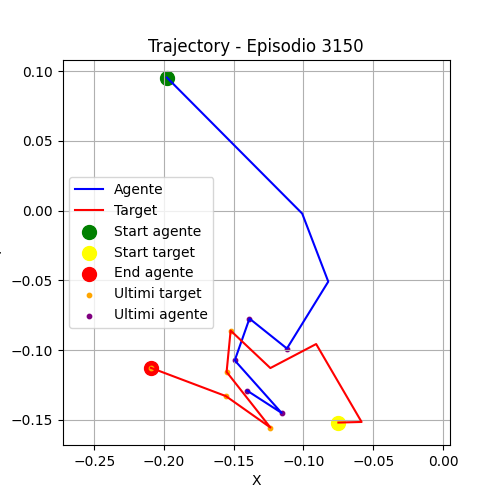 Trajectory - Episodio 3150
0.10
0.05
0.00
−0.05
−0.10
−0.15
Agente
Target
Start agente
Start target
End agente
Ultimi target
Ultimi agente
−0.25
−0.20
−0.15
−0.10
−0.05
0.00
X